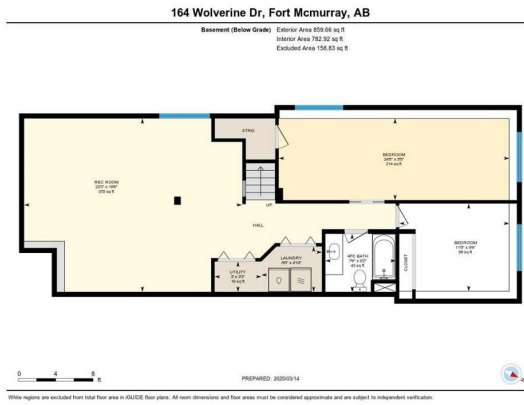 164 Wolverine Dr, Fort Mcmurray, AB
Basement (Below Grade) Exterior Area 859.66 sq ft
Interior Area 782.92 sq ft
Excluded Area 158.83 sq ft
STRG
BEDROOM
214 sq ft
REC ROOM
375 sq ft
UP
HALL
BEDROOM
LAUNDRY
4PC BATH
43 sq ft
CLOSET
UTILITY
0 4 8
ft
PREPARED: 2025/03/14
White regions are excluded from total floor area in iGUIDE floor plans. All room dimensions and floor areas must be considered approximate and are subject to independent verification.